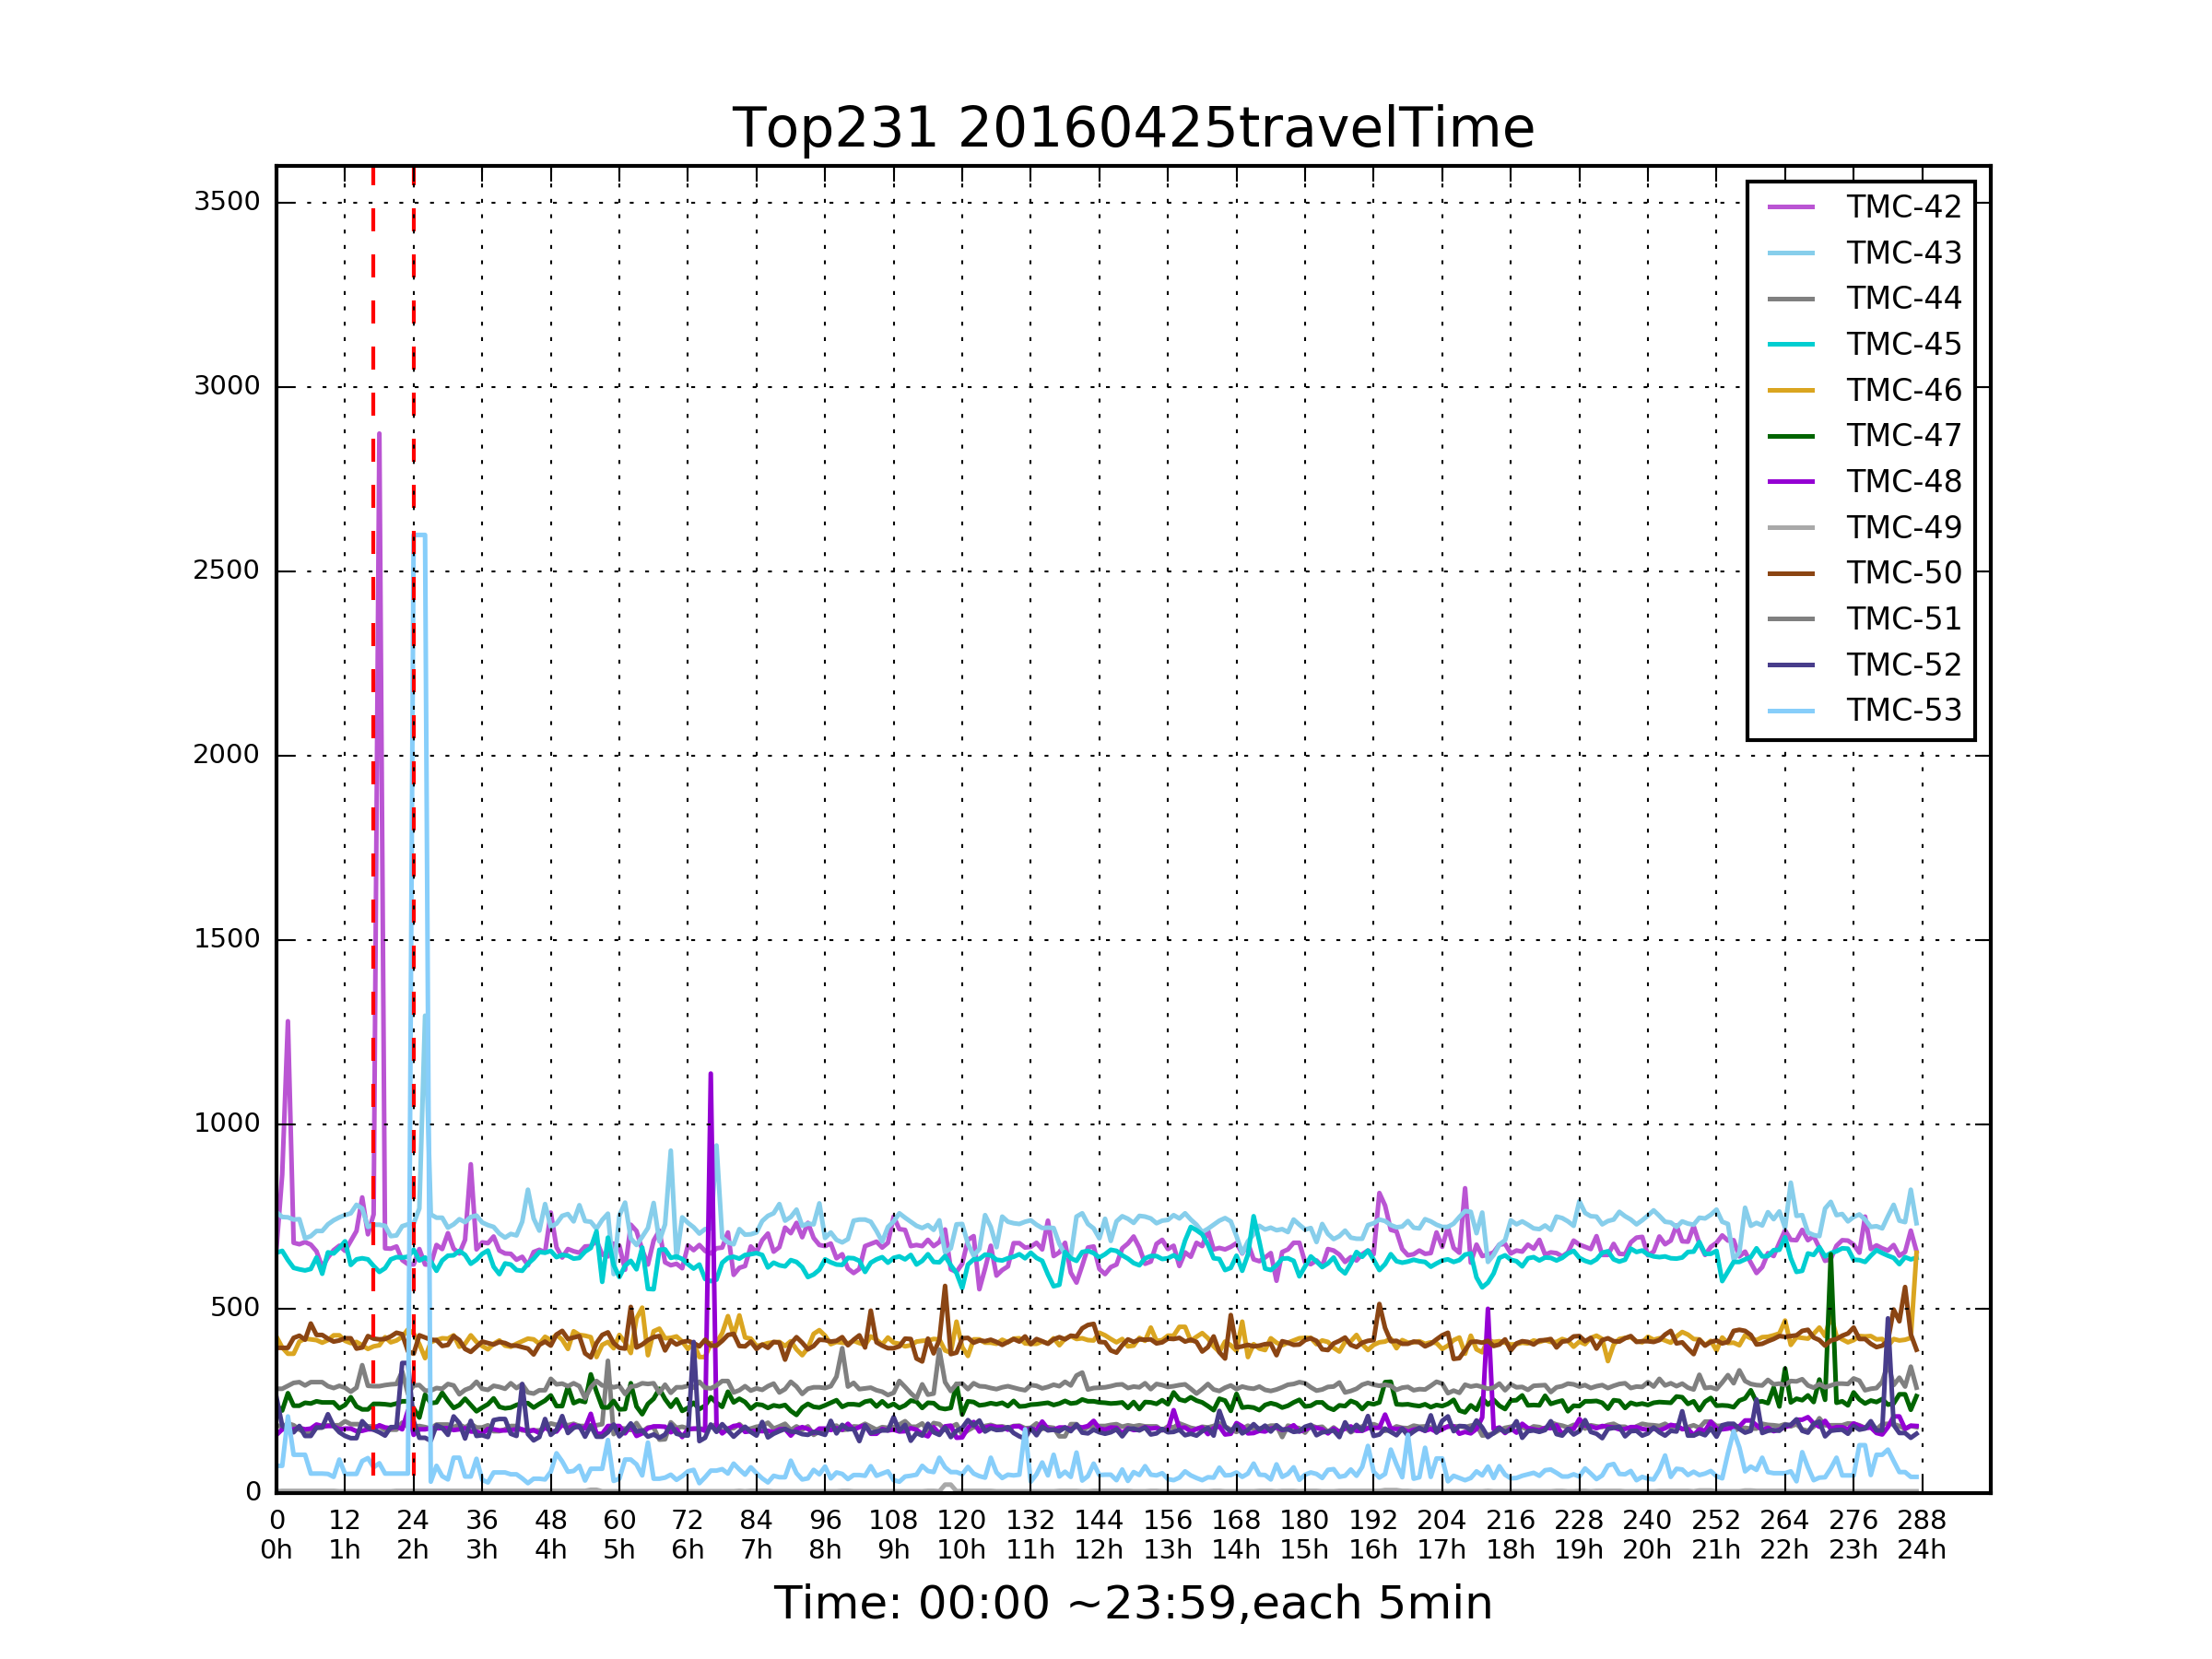 Top231 20160425travelTime
3500
3000
2500
2000
1500
1000
500
0
TMC-42
TMC-43
TMC-44
TMC-45
TMC-46
TMC-47
TMC-48
TMC-49
TMC-50
TMC-51
TMC-52
TMC-53
0 12 24 36 48 60 72 84 96 108 120 132 144 156 168 180 192 204 216 228 240 252 264 276 288
0h 1h 2h 3h 4h 5h 6h 7h 8h 9h 10h 11h 12h 13h 14h 15h 16h 17h 18h 19h 20h 21h 22h 23h 24h
Time: 00:00 ~23:59,each 5min